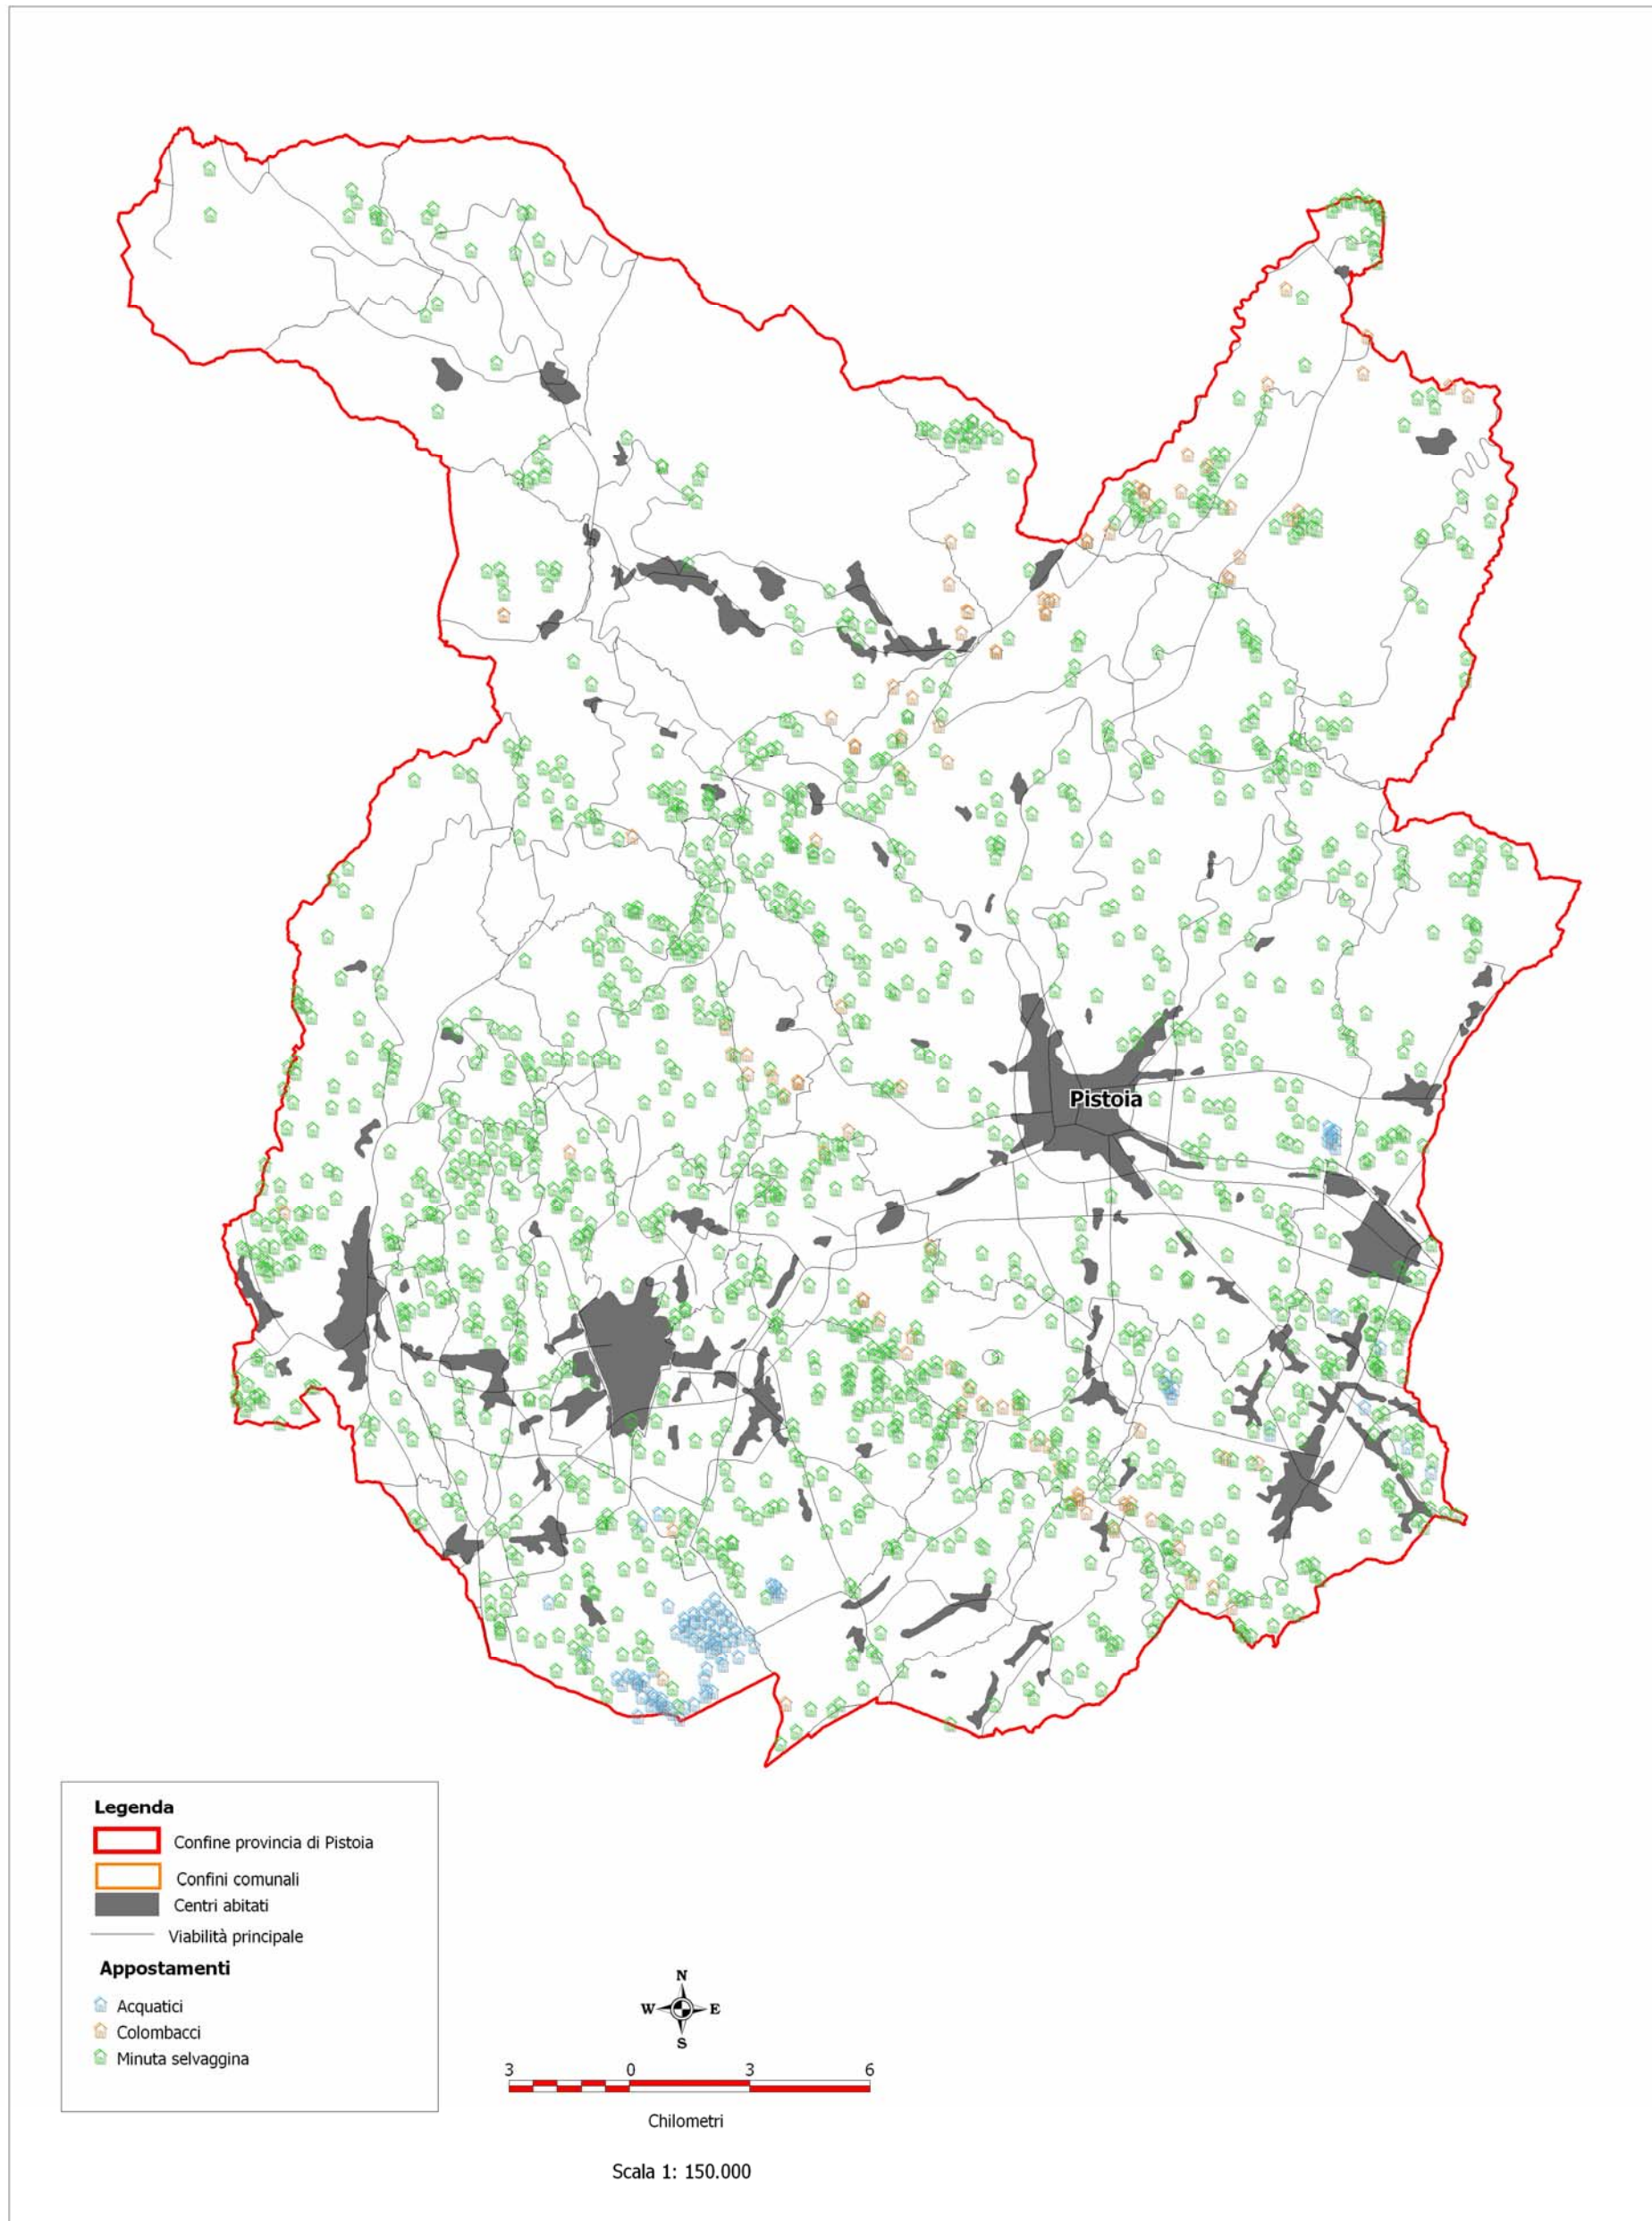 Pistoia
Legenda
Confine provincia di Pistoia
Confini comunali
Centri abitati
Viabilità principale
Appostamenti
Acquatici
Colombacci
Minuta selvaggina
N
W E
S
3 0 3 6
Chilometri
Scala 1: 150.000